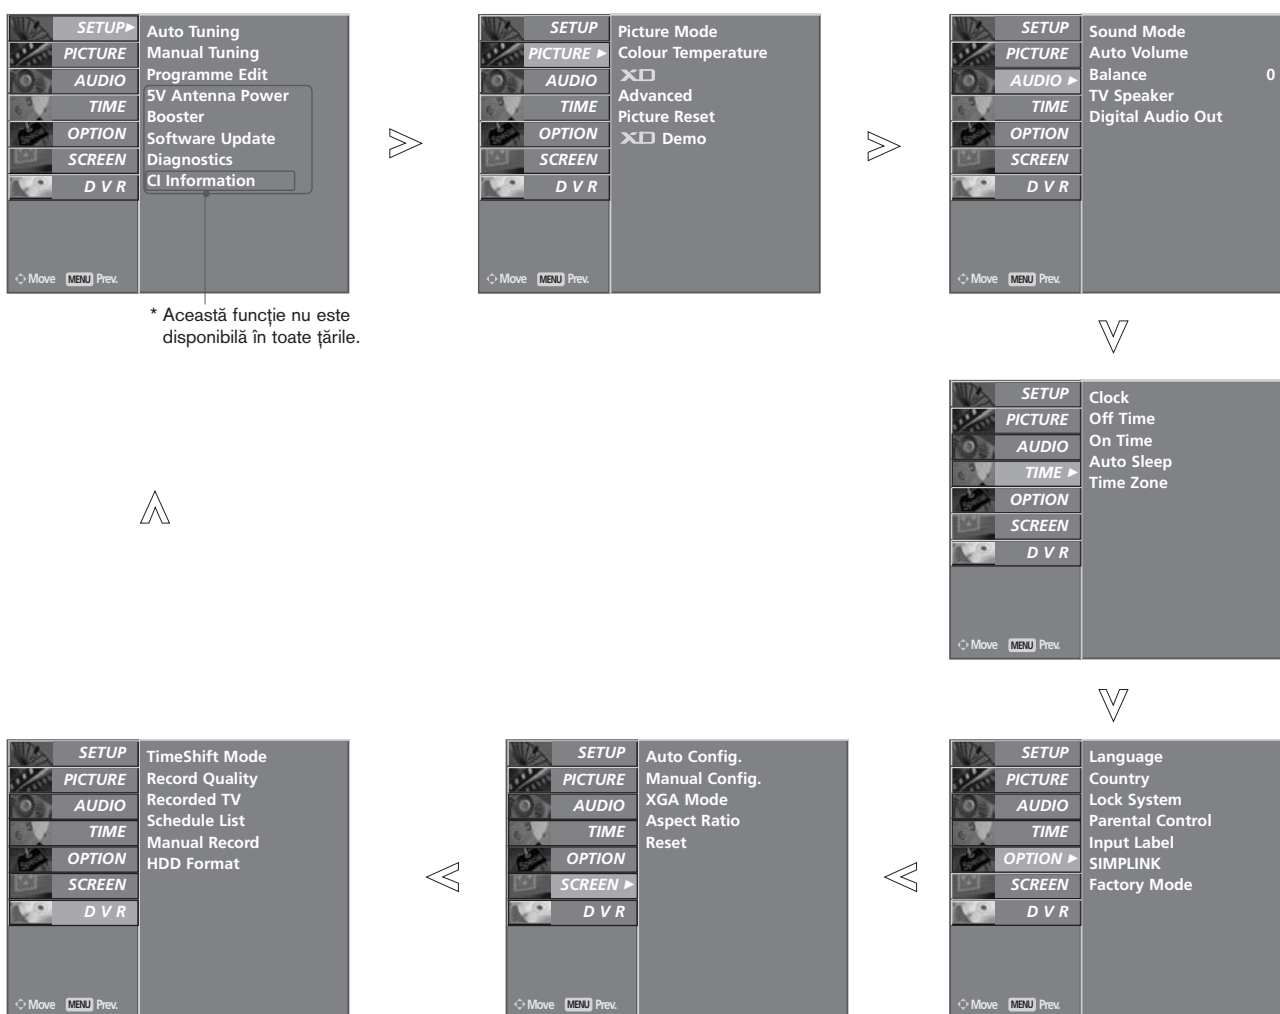 SETUP
PICTURE
AUDIO
TIME
OPTION
SCREEN
D V R
Auto Tuning
Manual Tuning
Programme Edit
5V Antenna Power
Booster
Software Update
Diagnostics
CI Information
Move MENU Prev.
* Această funcție nu este
disponibilă în toate țările.
SETUP
PICTURE
AUDIO
TIME
OPTION
SCREEN
D V R
Picture Mode
Colour Temperature
XD
Advanced
Picture Reset
XD Demo
Move MENU Prev.
SETUP
PICTURE
AUDIO
TIME
OPTION
SCREEN
D V R
Sound Mode
Auto Volume
Balance 0
TV Speaker
Digital Audio Out
Move MENU Prev.
SETUP
PICTURE
AUDIO
TIME
OPTION
SCREEN
D V R
Clock
Off Time
On Time
Auto Sleep
Time Zone
Move MENU Prev.
SETUP
PICTURE
AUDIO
TIME
OPTION
SCREEN
D V R
Language
Country
Lock System
Parental Control
Input Label
SIMPLINK
Factory Mode
Move MENU Prev.
SETUP
PICTURE
AUDIO
TIME
OPTION
SCREEN
D V R
Auto Config.
Manual Config.
XGA Mode
Aspect Ratio
Reset
Move MENU Prev.
SETUP
PICTURE
AUDIO
TIME
OPTION
SCREEN
D V R
TimeShift Mode
Record Quality
Recorded TV
Schedule List
Manual Record
HDD Format
Move MENU Prev.